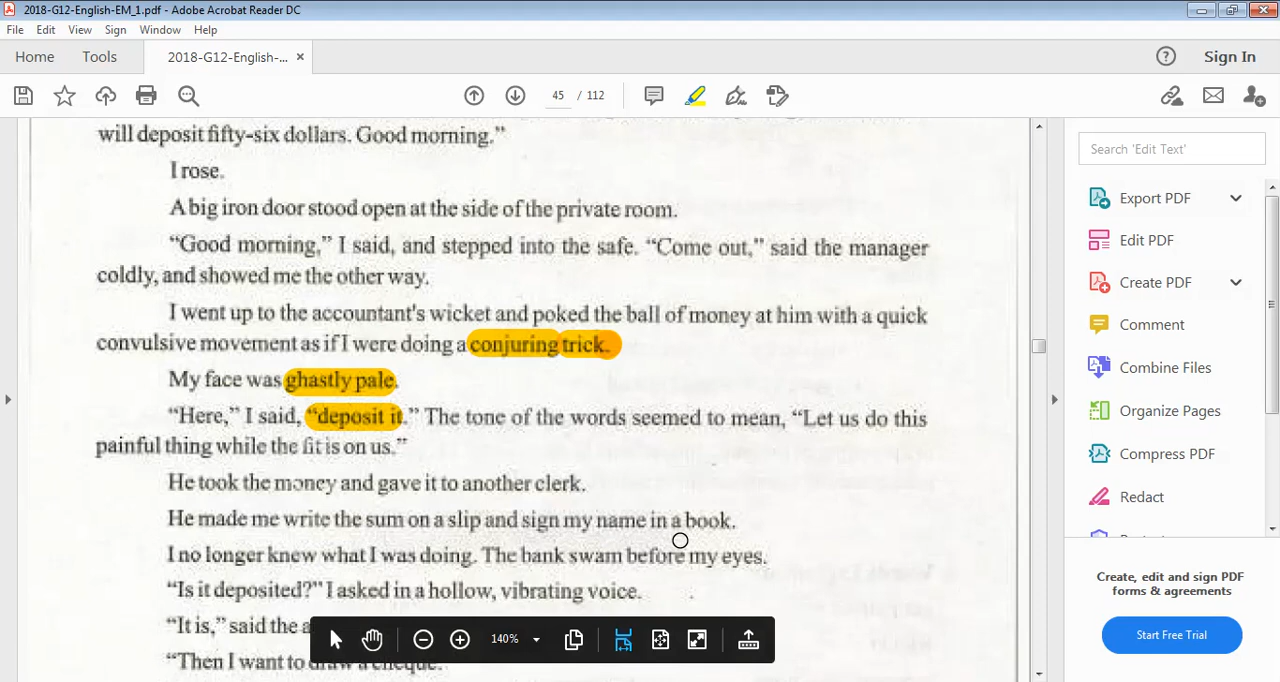 2018-G12-English-EM_1.pdf - Adobe Acrobat Reader DC
File Edit View Sign Window Help
Home Tools 2018-G12-English-... × Sign In
45 / 112
will deposit fifty-six dollars. Good morning.”
I rose.
A big iron door stood open at the side of the private room.
“Good morning,” I said, and stepped into the safe. “Come out,” said the manager
coldly, and showed me the other way.
I went up to the accountant's wicket and poked the ball of money at him with a quick
convulsive movement as if I were doing a conjuring trick.
My face was ghastly pale.
“Here,” I said, “deposit it.” The tone of the words seemed to mean, “Let us do this
painful thing while the fit is on us.”
He took the money and gave it to another clerk.
He made me write the sum on a slip and sign my name in a book.
I no longer knew what I was doing. The bank swam before my eyes.
“Is it deposited?” I asked in a hollow, vibrating voice.
“It is,” said the a
“Then I want to draw a cheque.
140%
Search 'Edit Text'
Export PDF
Edit PDF
Create PDF
Comment
Combine Files
Organize Pages
Compress PDF
Redact
Create, edit and sign PDF
forms & agreements
Start Free Trial